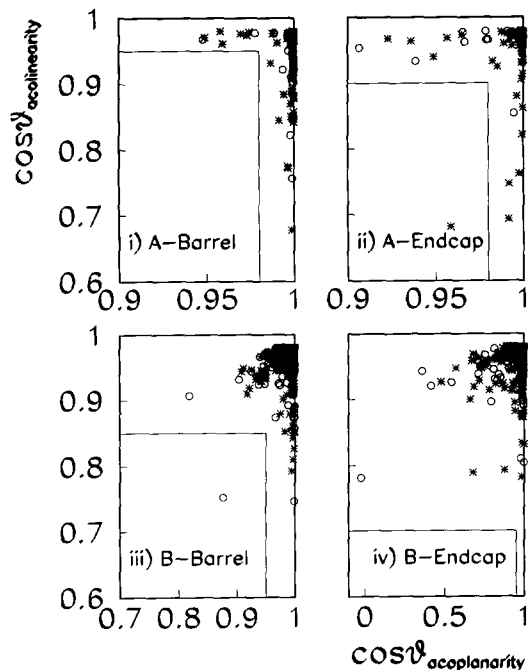 COSϑacolinearity
1
0.9
0.8
0.7
0.6
i) A-Barrel
ii) A-Endcap
0.9 0.95 1
0.9 0.95 1
1
0.9
0.8
0.7
0.6
iii) B-Barrel
iv) B-Endcap
0.7 0.8 0.9 1
0 0.5 1
COSϑacoplanarity